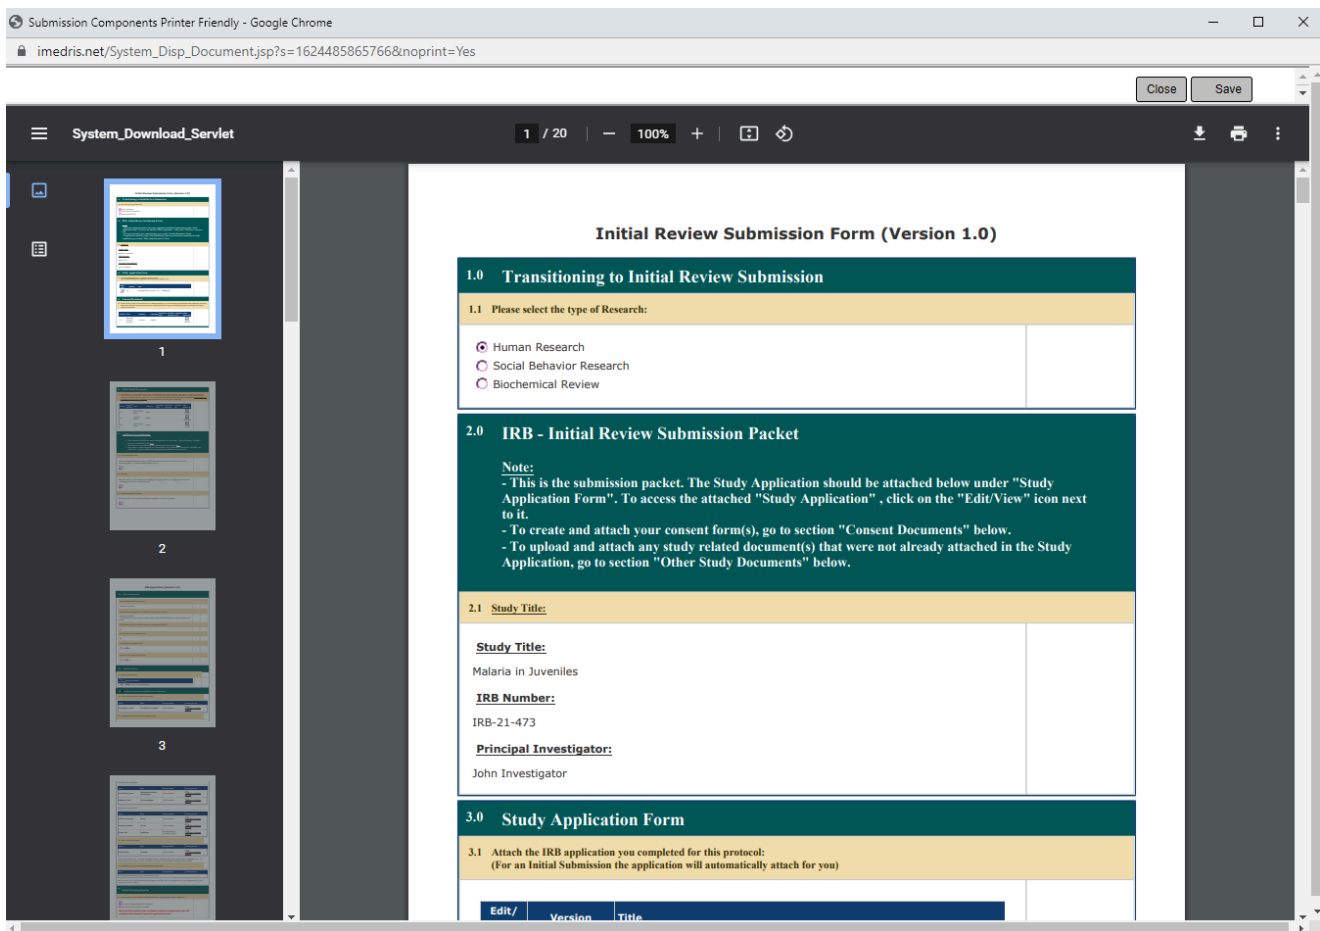 Submission Components Printer Friendly - Google Chrome
imedris.net/System_Disp_Document.jsp?s=1624485865766&noprint=Yes
Close Save
System_Download_Servlet 1 / 20 100%
1
2
3
Initial Review Submission Form (Version 1.0)
1.0 Transitioning to Initial Review Submission
1.1 Please select the type of Research:
Human Research
Social Behavior Research
Biochemical Review
2.0 IRB - Initial Review Submission Packet
Note:
- This is the submission packet. The Study Application should be attached below under "Study
Application Form". To access the attached "Study Application" , click on the "Edit/View" icon next
to it.
- To create and attach your consent form(s), go to section "Consent Documents" below.
- To upload and attach any study related document(s) that were not already attached in the Study
Application, go to section "Other Study Documents" below.
2.1 Study Title:
Study Title:
Malaria in Juveniles
IRB Number:
IRB-21-473
Principal Investigator:
John Investigator
3.0 Study Application Form
3.1 Attach the IRB application you completed for this protocol:
(For an Initial Submission the application will automatically attach for you)
Edit/
Version Title